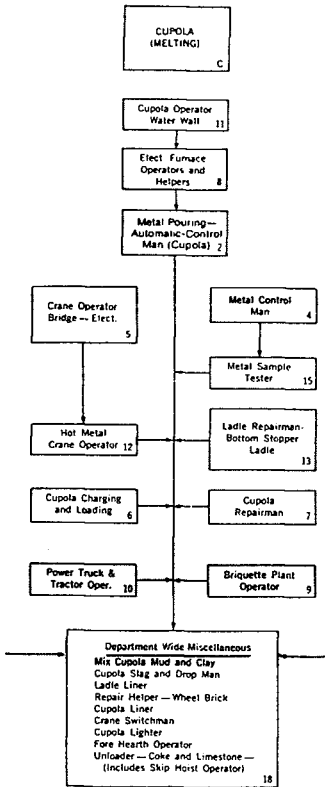 CUPOLA
(MELTING)
C
Cupola Operator
Water Wall
11
Elect Furnace
Operators and
Helpers
8
Metal Pouring—
Automatic-Control
Man (Cupola)
2
Crane Operator
Bridge — Elect.
5
Metal Control
Man
4
Metal Sample
Tester
15
Hot Metal
Crane Operator
12
Ladle Repairman-
Bottom Stopper
Ladle
13
Cupola Charging
and Loading
6
Cupola
Repairman
7
Power Truck &
Tractor Oper.
10
Briquette Plant
Operator
9
Department Wide Miscellaneous
Mix Cupola Mud and Clay
Cupola Slag and Drop Man
Ladle Liner
Repair Helper — Wheel Brick
Cupola Liner
Crane Switchman
Cupola Lighter
Fore Hearth Operator
Unloader — Coke and Limestone —
(Includes Skip Hoist Operator)
18